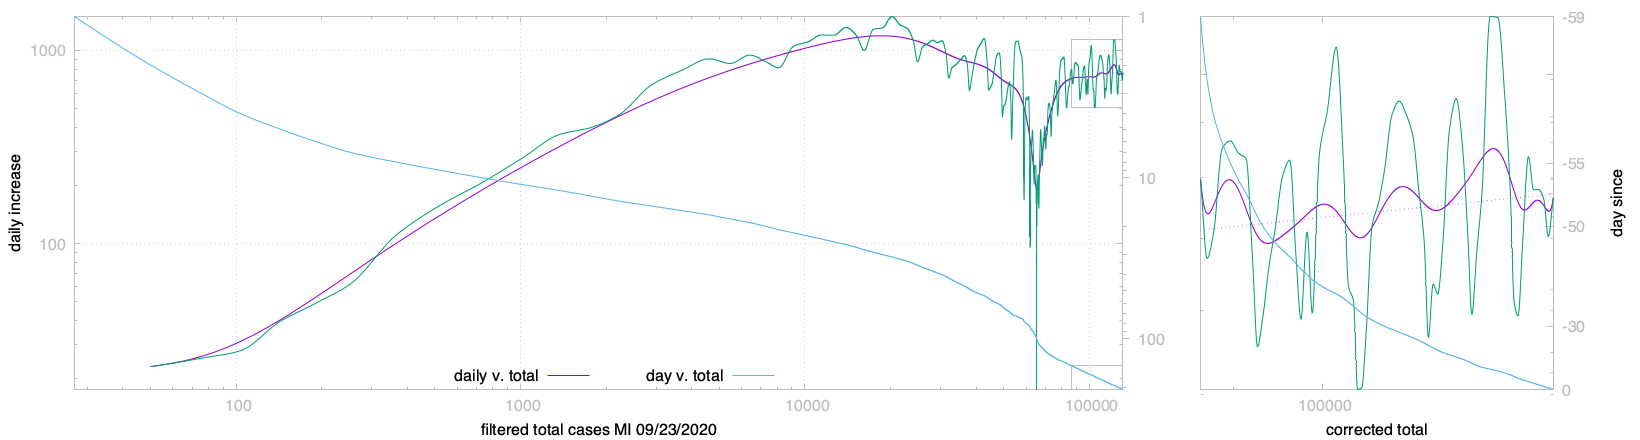 1
-59
1000
daily increase
-55
10
-50
day since
100
-30
100
daily v. total
day v. total
0
100
1000
10000
100000
100000
filtered total cases MI 09/23/2020
corrected total